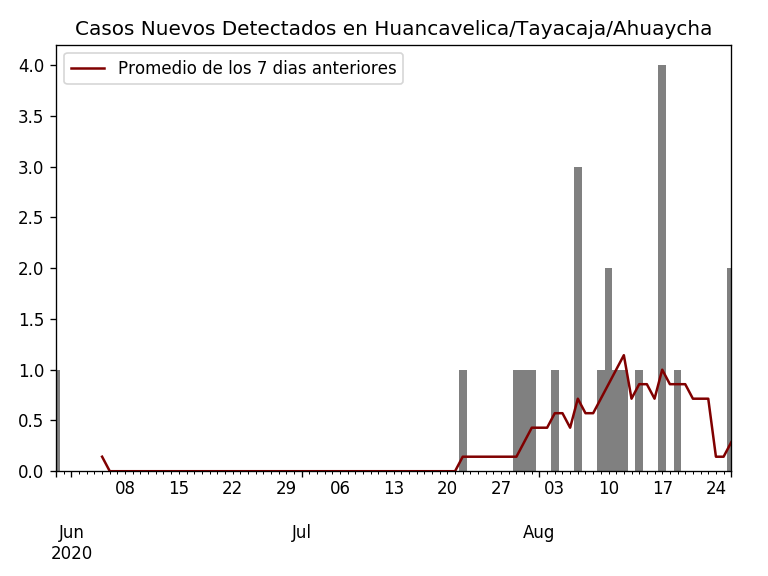 Casos Nuevos Detectados en Huancavelica/Tayacaja/Ahuaycha
Promedio de los 7 dias anteriores
4.0
3.5
3.0
2.5
2.0
1.5
1.0
0.5
0.0
08 15 22 29 06 13 20 27 03 10 17 24
Jun Jul Aug
2020